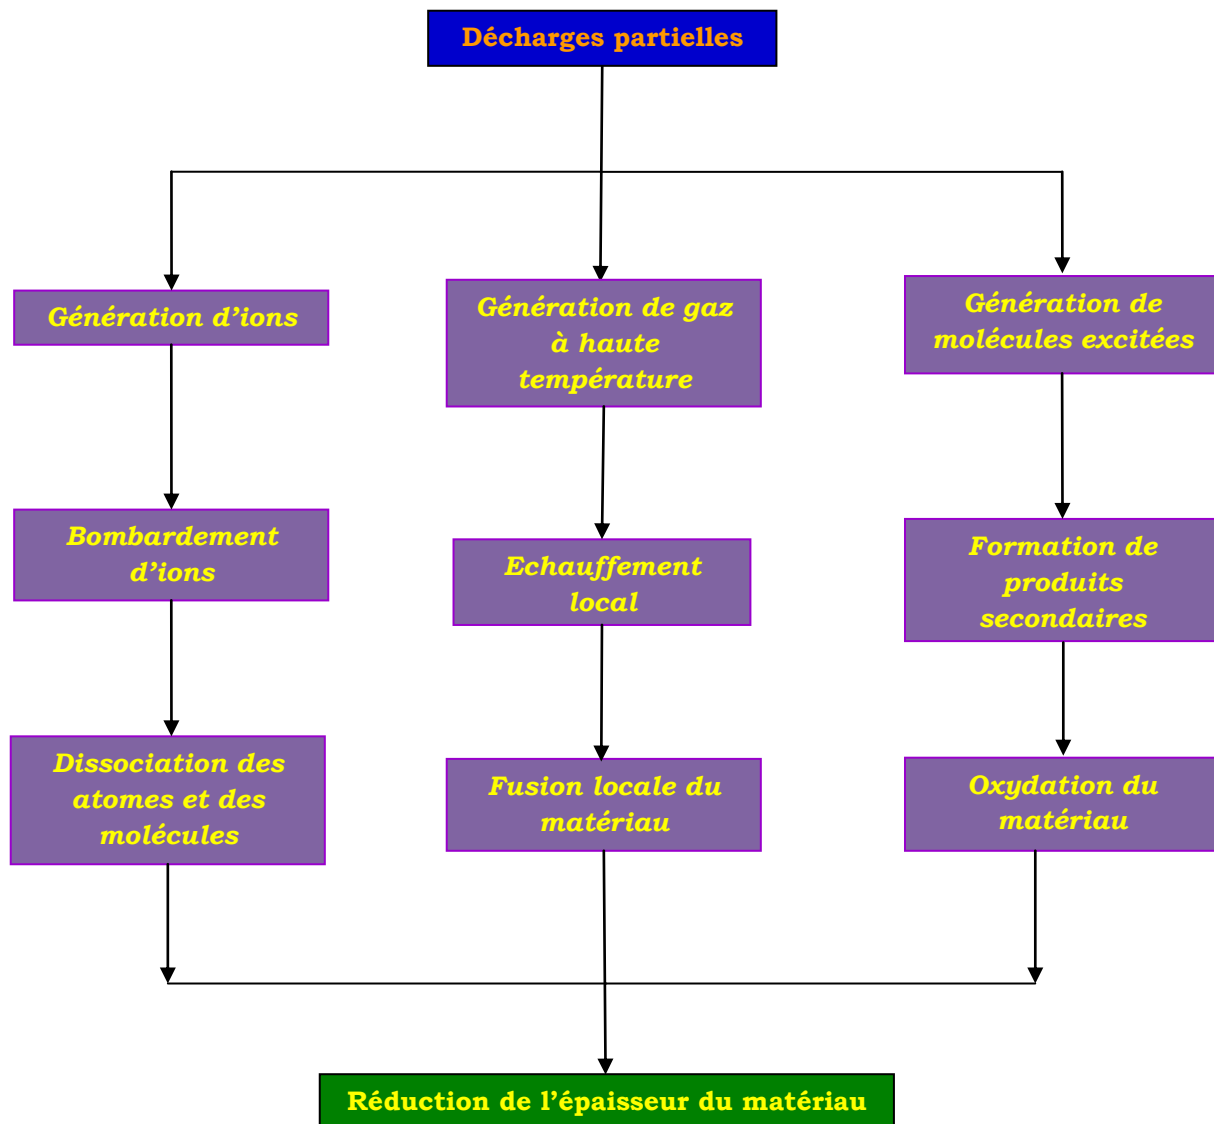 Décharges partielles
Génération d’ions
Génération de gaz
à haute
température
Génération de
molécules excitées
Bombardement
d’ions
Echauffement
local
Formation de
produits
secondaires
Dissociation des
atomes et des
molécules
Fusion locale du
matériau
Oxydation du
matériau
Réduction de l’épaisseur du matériau